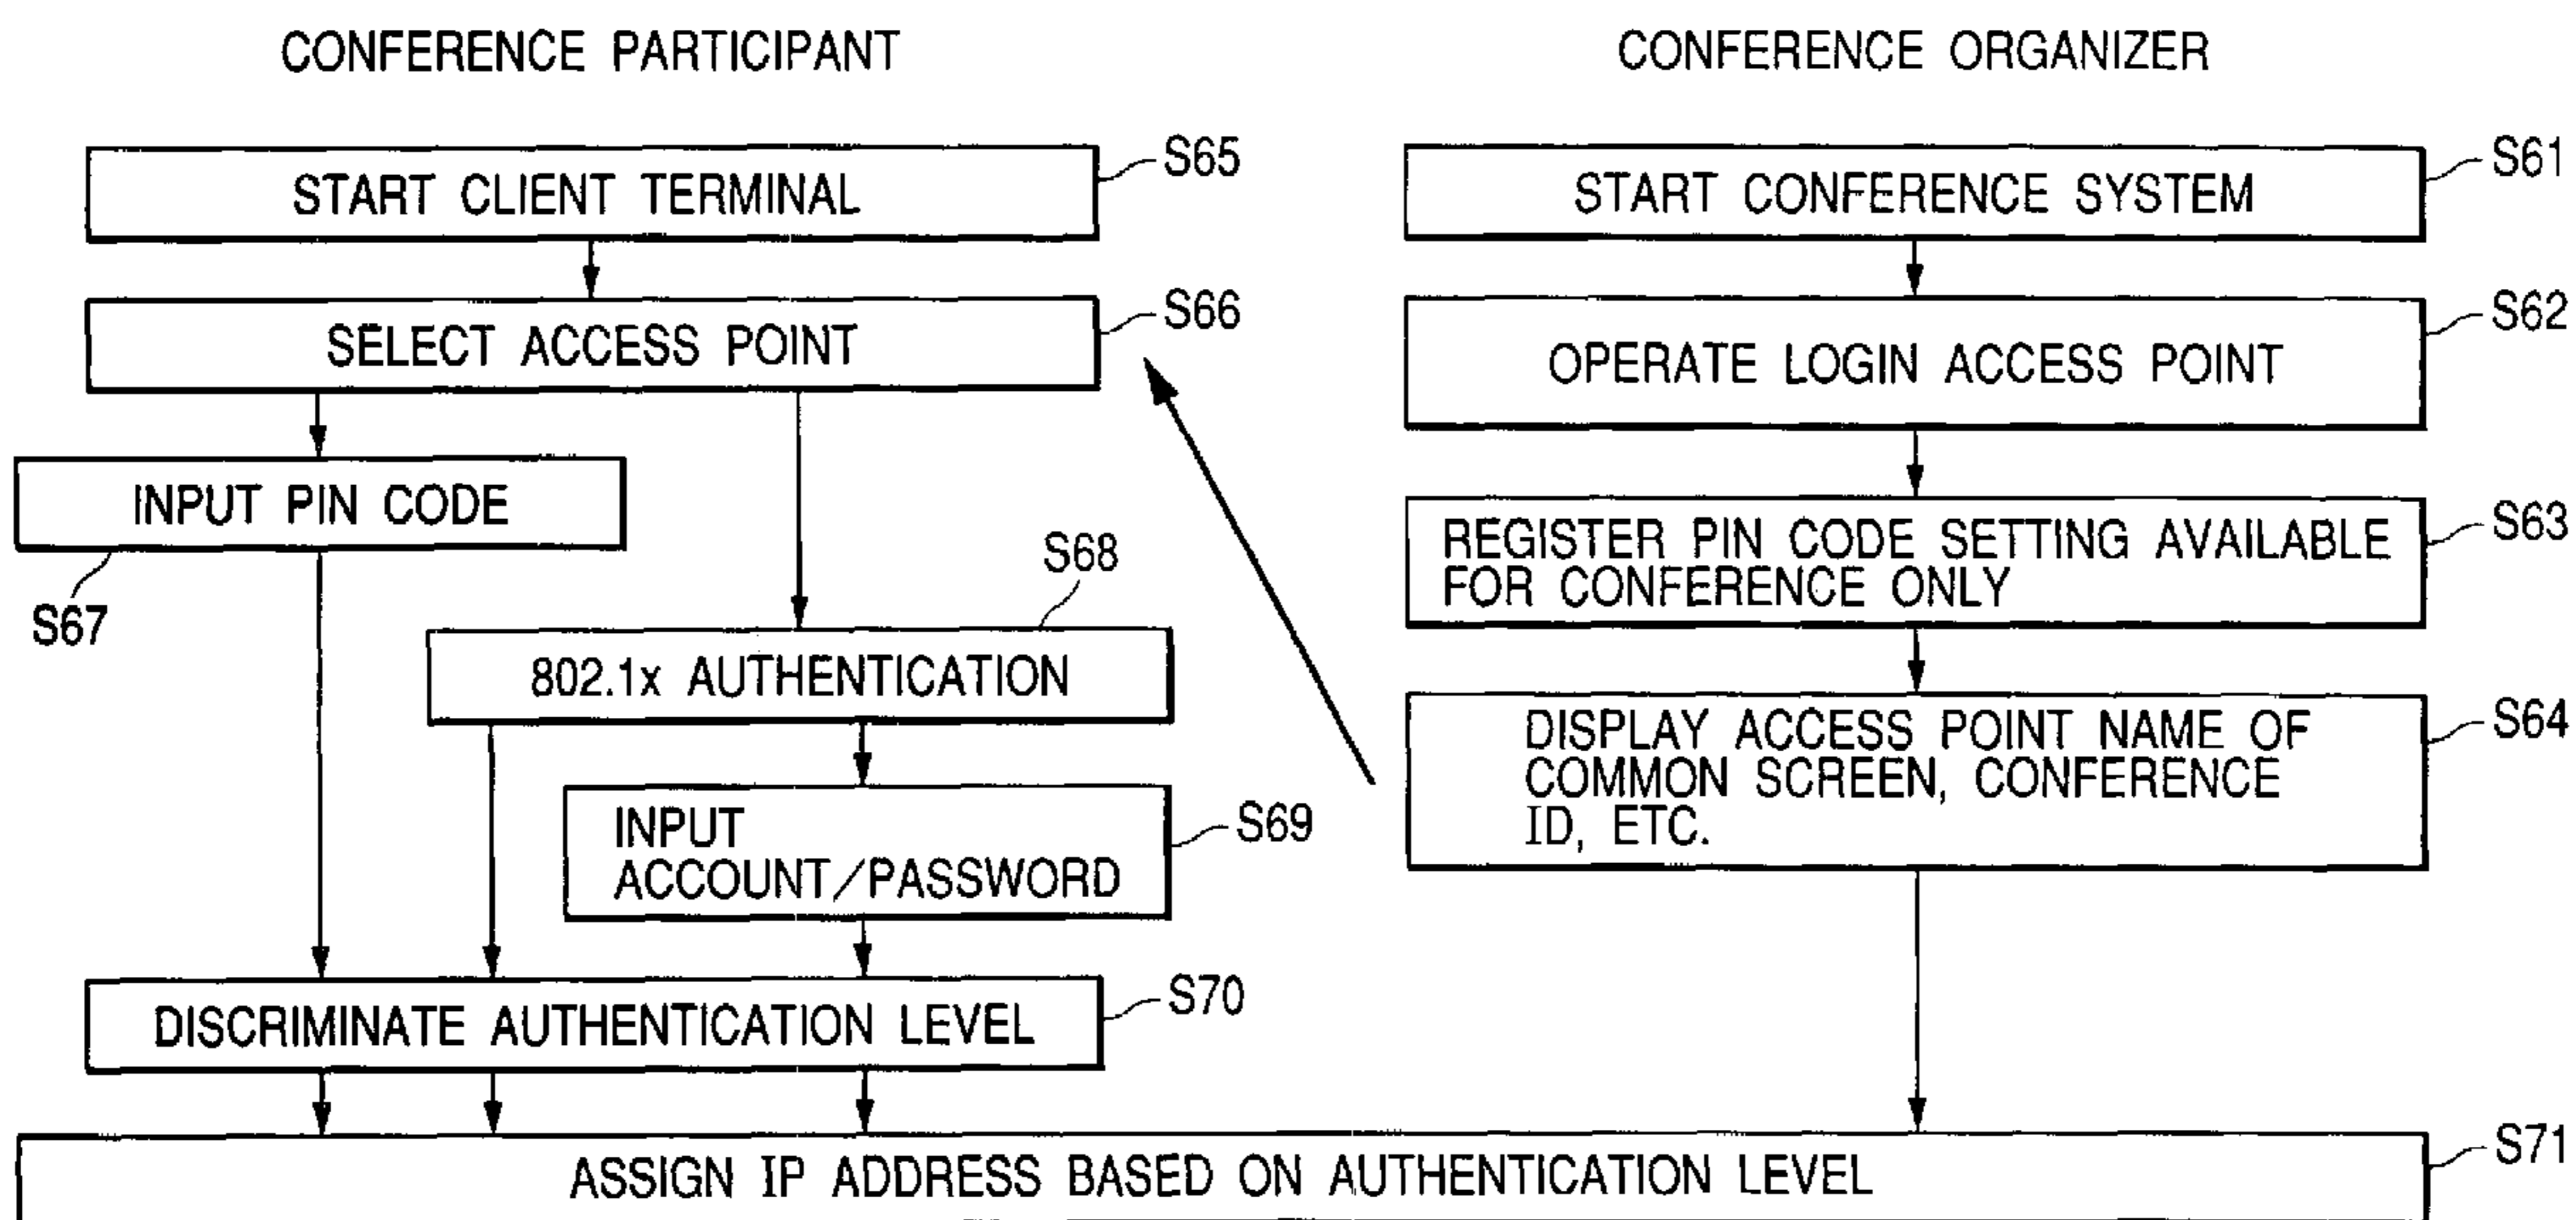 CONFERENCE PARTICIPANT
START CLIENT TERMINAL
S65
SELECT ACCESS POINT
S66
INPUT PIN CODE
S67
S68
802.1x AUTHENTICATION
INPUT
ACCOUNT/PASSWORD
S69
DISCRIMINATE AUTHENTICATION LEVEL
S70
CONFERENCE ORGANIZER
START CONFERENCE SYSTEM
S61
OPERATE LOGIN ACCESS POINT
S62
REGISTER PIN CODE SETTING AVAILABLE
FOR CONFERENCE ONLY
S63
DISPLAY ACCESS POINT NAME OF
COMMON SCREEN, CONFERENCE
ID, ETC.
S64
ASSIGN IP ADDRESS BASED ON AUTHENTICATION LEVEL
S71